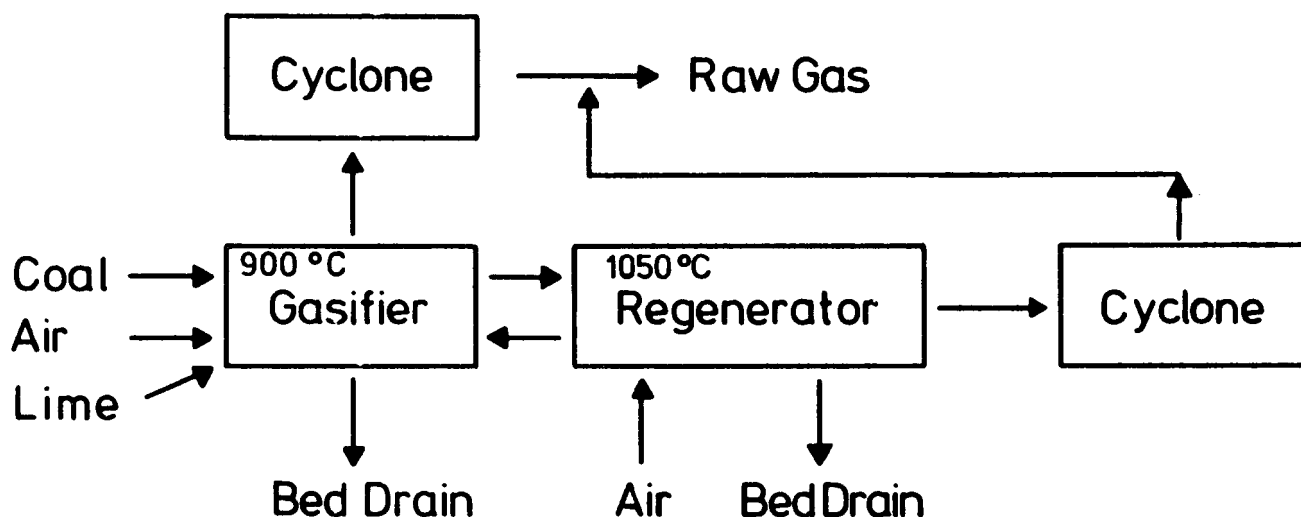 Cyclone
Raw Gas
Coal
Air
Lime
900 °C
Gasifier
1050 °C
Regenerator
Cyclone
Bed Drain
Air
Bed Drain